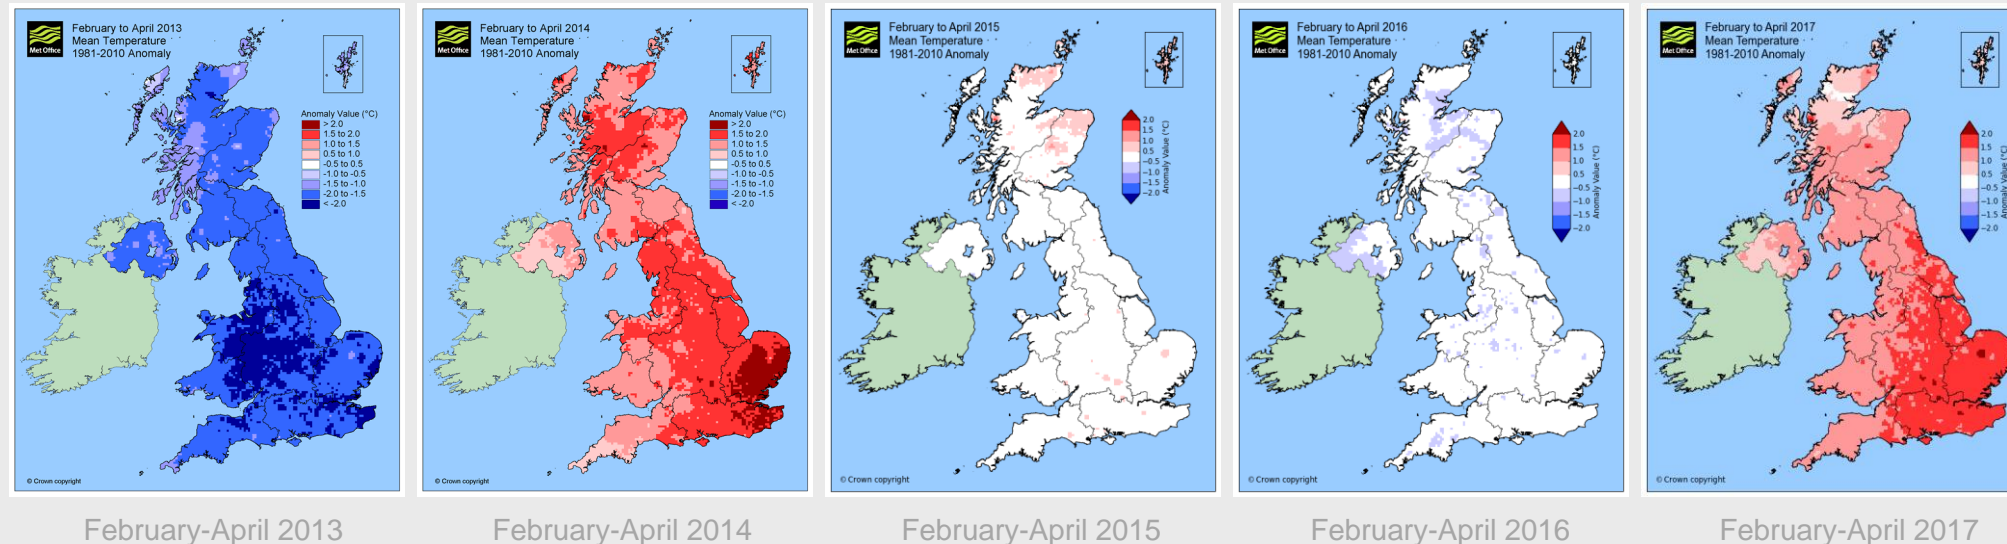 Met Office
February to April 2013
Mean Temperature
1981-2010 Anomaly
Anomaly Value (°C)
> 2.0
1.5 to 2.0
1.0 to 1.5
0.5 to 1.0
-0.5 to 0.5
-1.0 to -0.5
-1.5 to -1.0
-2.0 to -1.5
< -2.0
© Crown copyright
February-April 2013
Met Office
February to April 2014
Mean Temperature
1981-2010 Anomaly
Anomaly Value (°C)
> 2.0
1.5 to 2.0
1.0 to 1.5
0.5 to 1.0
-0.5 to 0.5
-1.0 to -0.5
-1.5 to -1.0
-2.0 to -1.5
< -2.0
© Crown copyright
February-April 2014
Met Office
February to April 2015
Mean Temperature
1981-2010 Anomaly
2.0
1.5
1.0
0.5
−0.5
−1.0
−1.5
−2.0
Anomaly Value (°C)
© Crown copyright
February-April 2015
Met Office
February to April 2016
Mean Temperature
1981-2010 Anomaly
2.0
1.5
1.0
0.5
−0.5
−1.0
−1.5
−2.0
Anomaly Value (°C)
© Crown copyright
February-April 2016
Met Office
February to April 2017
Mean Temperature
1981-2010 Anomaly
2.0
1.5
1.0
0.5
−0.5
−1.0
−1.5
−2.0
Anomaly Value (°C)
© Crown copyright
February-April 2017